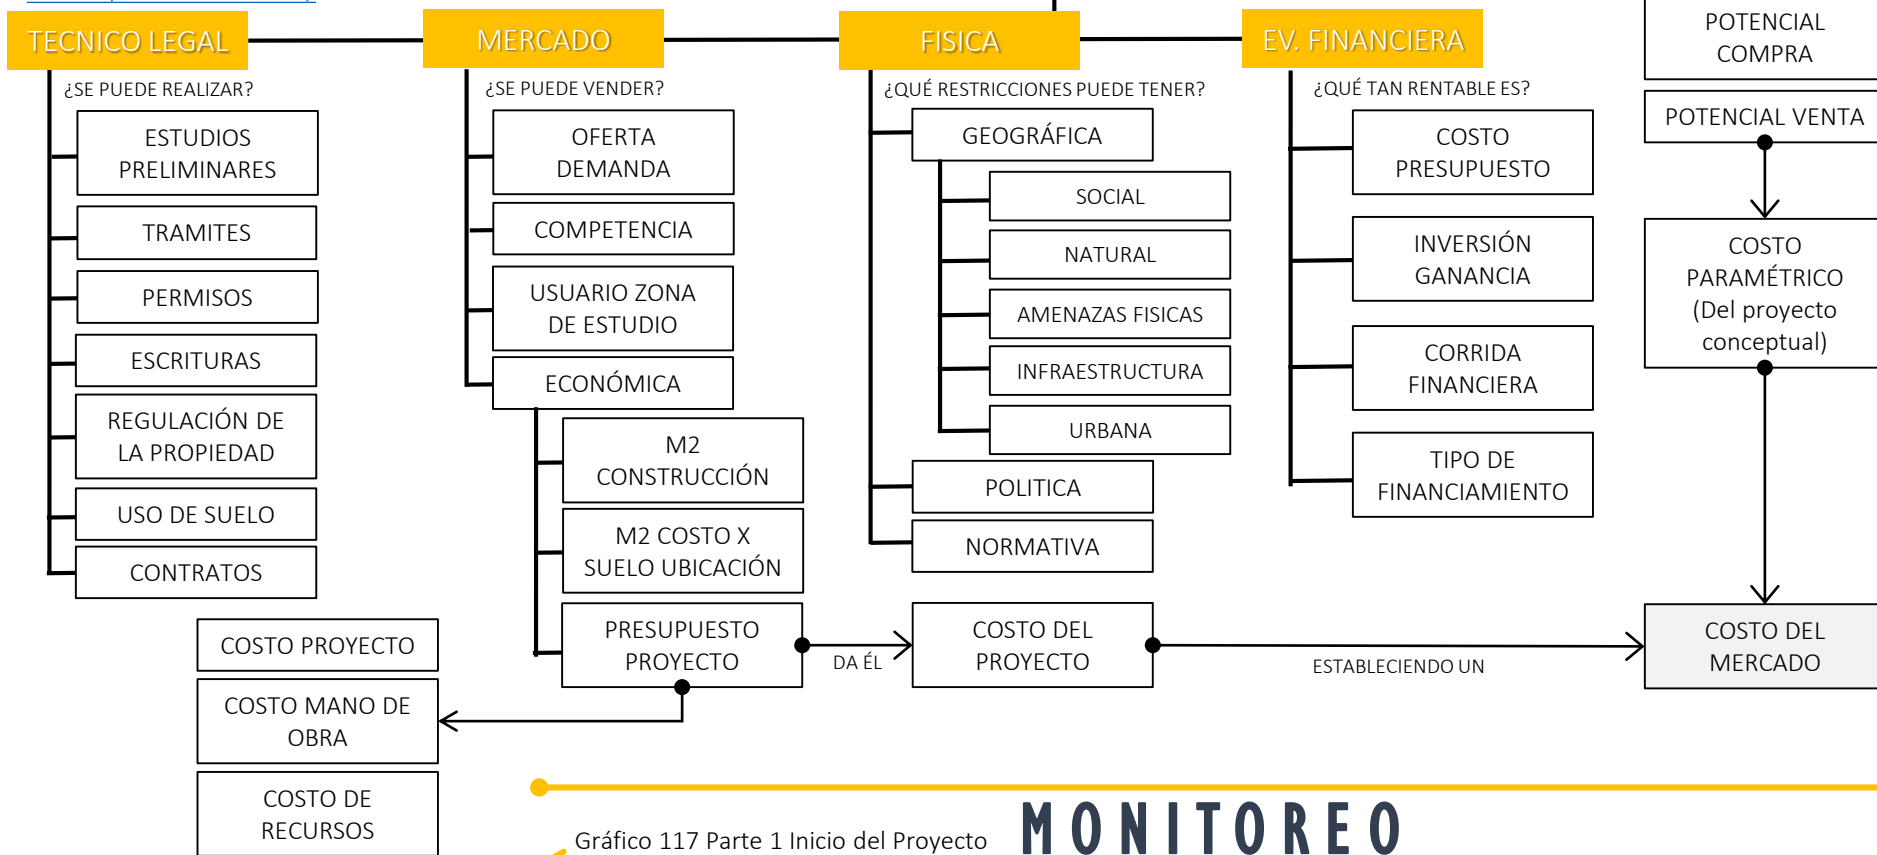 TECNICO LEGAL
¿SE PUEDE REALIZAR?
ESTUDIOS
PRELIMINARES
TRAMITES
PERMISOS
ESCRITURAS
REGULACIÓN DE
LA PROPIEDAD
USO DE SUELO
CONTRATOS
MERCADO
¿SE PUEDE VENDER?
OFERTA
DEMANDA
COMPETENCIA
USUARIO ZONA
DE ESTUDIO
ECONÓMICA
M2
CONSTRUCCIÓN
M2 COSTO X
SUELO UBICACIÓN
PRESUPUESTO
PROYECTO
FISICA
¿QUÉ RESTRICCIONES PUEDE TENER?
GEOGRÁFICA
SOCIAL
NATURAL
AMENAZAS FISICAS
INFRAESTRUCTURA
URBANA
POLITICA
NORMATIVA
EV. FINANCIERA
¿QUÉ TAN RENTABLE ES?
COSTO
PRESUPUESTO
INVERSIÓN
GANANCIA
CORRIDA
FINANCIERA
TIPO DE
FINANCIAMIENTO
POTENCIAL
COMPRA
POTENCIAL VENTA
COSTO
PARAMÉTRICO
(Del proyecto
conceptual)
DA ÉL
COSTO DEL
PROYECTO
ESTABLECIENDO UN
COSTO DEL
MERCADO
COSTO PROYECTO
COSTO MANO DE
OBRA
COSTO DE
RECURSOS
Gráfico 117 Parte 1 Inicio del Proyecto
MONITOREO